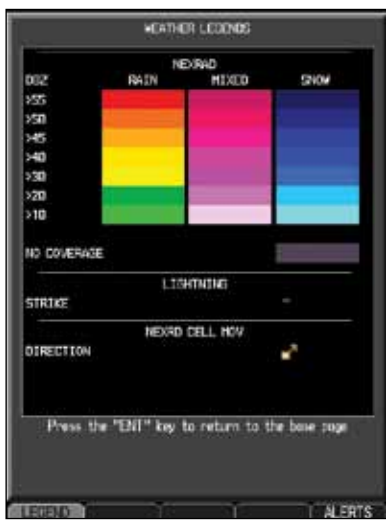 WEATHER LEGENDS
NEXRAD
DBZ RAIN MIXED SNOW
>55
>50
>45
>40
>30
>20
>10
NO COVERAGE
LIGHTNING
STRIKE
NEXRD CELL MOV
DIRECTION
Press the "ENT" key to return to the base page
LEGEND ALERTS